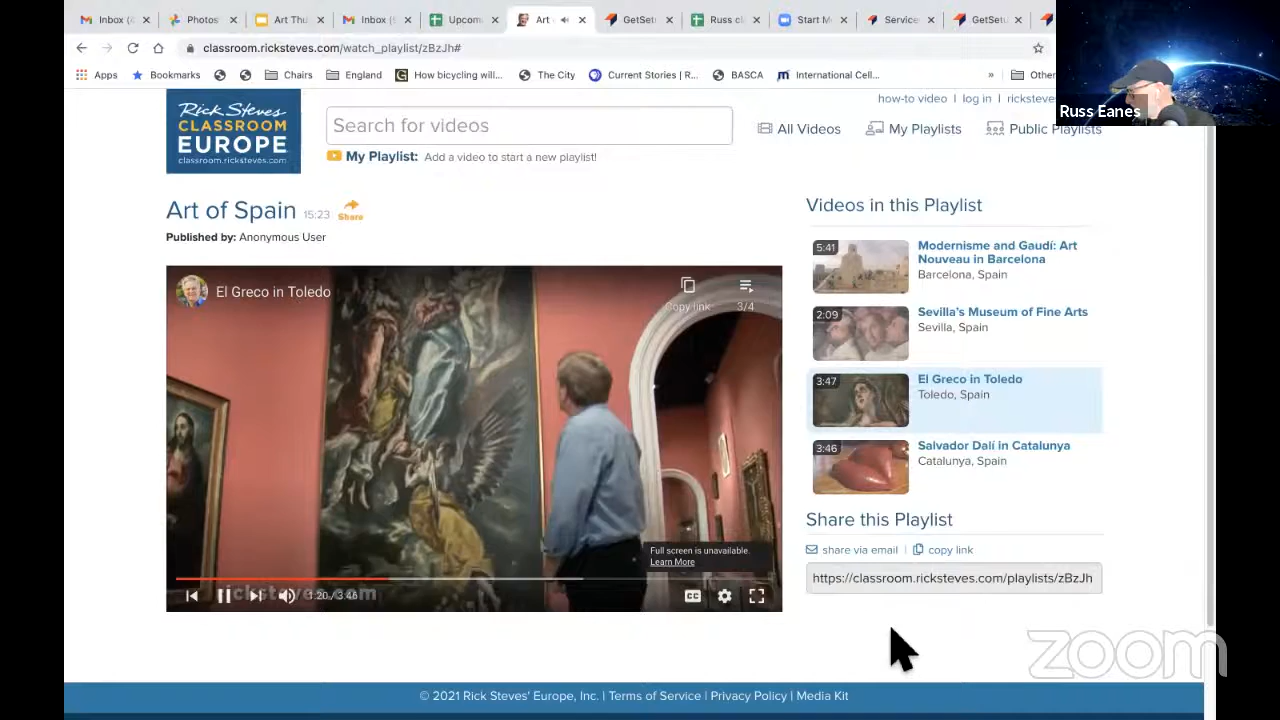 Inbox (
Photos
Art Thu
Inbox (
Upcom
Art
GetSetu
Russ cl
Start M
Service
GetSetu
classroom.ricksteves.com/watch_playlist/zBzJh#
Apps
Bookmarks
Chairs
England
How bicycling will...
The City
Current Stories | R...
BASCA
International Cell...
»
Other
Russ Eanes
Rick Steves
CLASSROOM
EUROPE
classroom.ricksteves.com
Search for videos
My Playlist: Add a video to start a new playlist!
how-to video | log in | ricksteve
All Videos
My Playlists
Public Playlists
Art of Spain 15:23
Share
Published by: Anonymous User
El Greco in Toledo
Copy link
3/4
Full screen is unavailable.
Learn More
1:20 / 3:46
CC
Videos in this Playlist
5:41
Modernisme and Gaudí: Art
Nouveau in Barcelona
Barcelona, Spain
2:09
Sevilla's Museum of Fine Arts
Sevilla, Spain
3:47
El Greco in Toledo
Toledo, Spain
3:46
Salvador Dalí in Catalunya
Catalunya, Spain
Share this Playlist
share via email | copy link
https://classroom.ricksteves.com/playlists/zBzJh
zoom
© 2021 Rick Steves' Europe, Inc. | Terms of Service | Privacy Policy | Media Kit